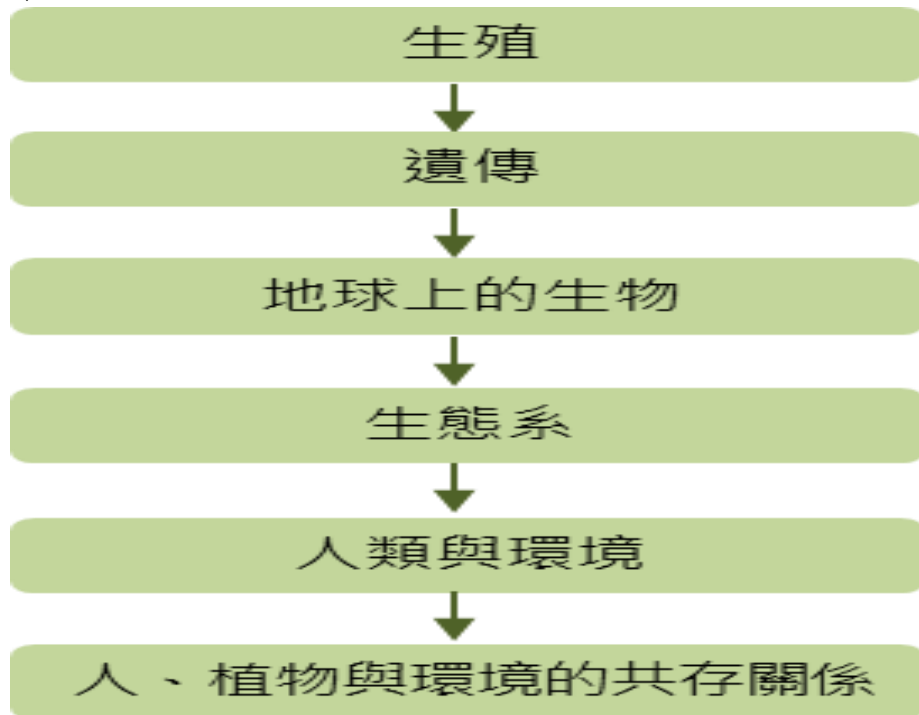 生殖
遺傳
地球上的生物
生態系
人類與環境
人、植物與環境的共存關係